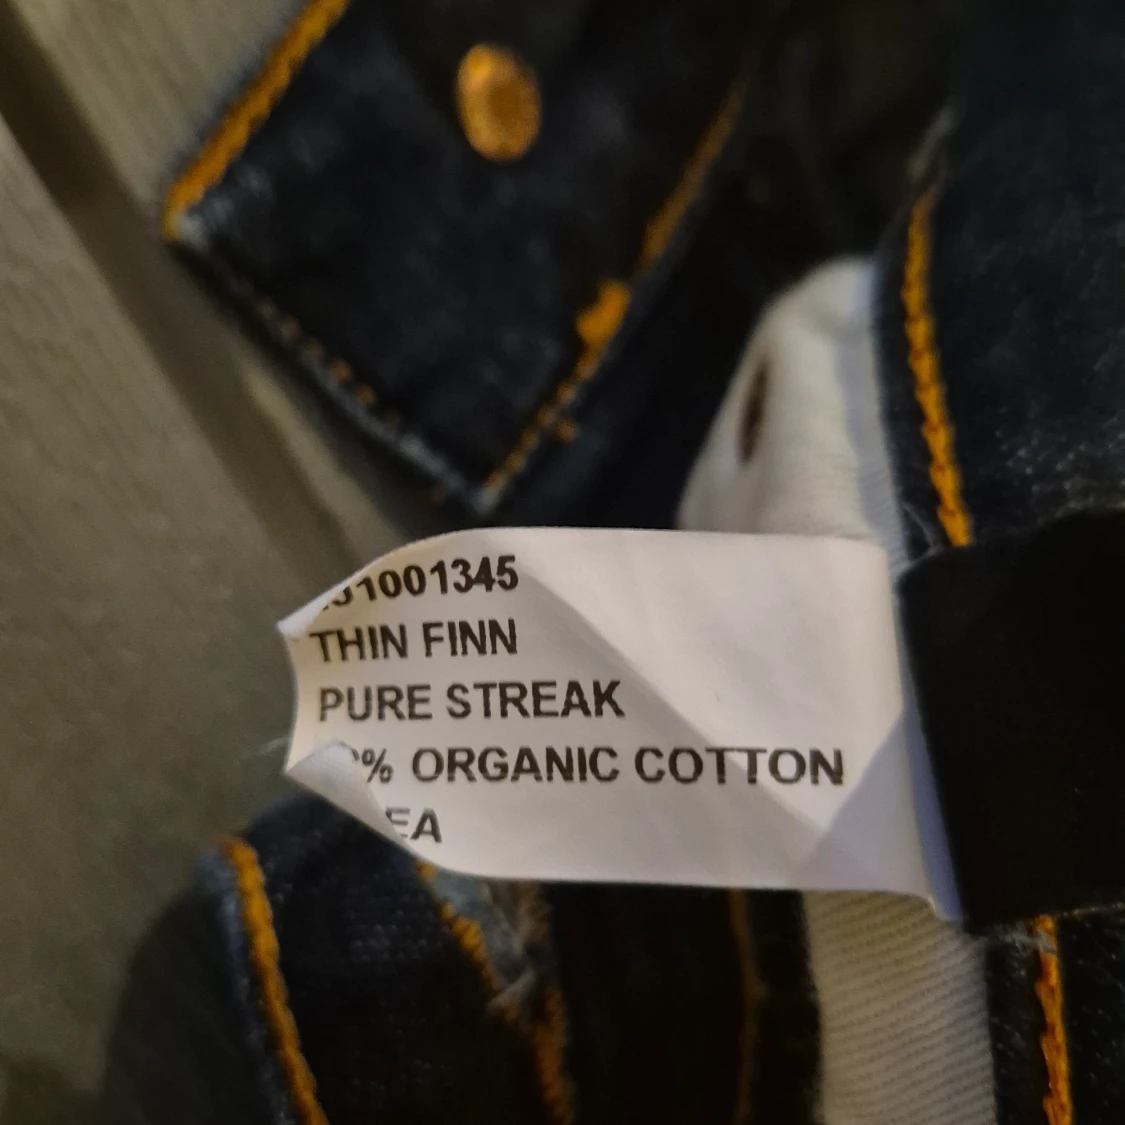 1001345
THIN FINN
PURE STREAK
% ORGANIC COTTON
EA